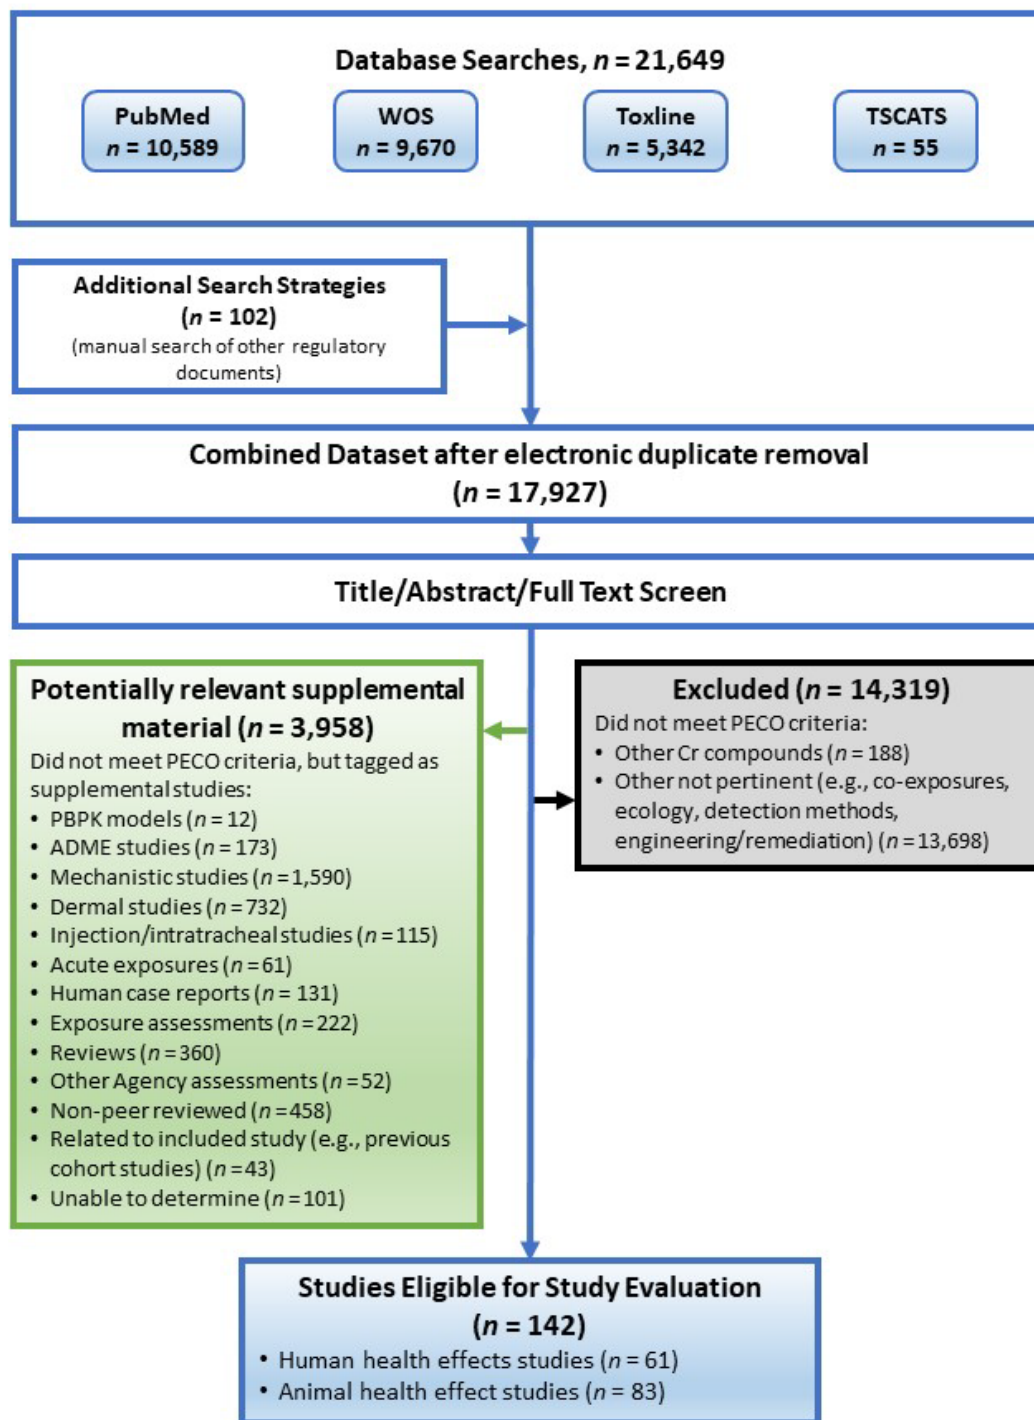 Database Searches, n = 21,649
PubMed
n = 10,589
WOS
n = 9,670
Toxline
n = 5,342
TSCATS
n = 55
Additional Search Strategies
(n = 102)
(manual search of other regulatory
documents)
Combined Dataset after electronic duplicate removal
(n = 17,927)
Title/Abstract/Full Text Screen
Potentially relevant supplemental
material (n = 3,958)
Did not meet PECO criteria, but tagged as
supplemental studies:
• PBPK models (n = 12)
• ADME studies (n = 173)
• Mechanistic studies (n = 1,590)
• Dermal studies (n = 732)
• Injection/intratracheal studies (n = 115)
• Acute exposures (n = 61)
• Human case reports (n = 131)
• Exposure assessments (n = 222)
• Reviews (n = 360)
• Other Agency assessments (n = 52)
• Non-peer reviewed (n = 458)
• Related to included study (e.g., previous
cohort studies) (n = 43)
• Unable to determine (n = 101)
Excluded (n = 14,319)
Did not meet PECO criteria:
• Other Cr compounds (n = 188)
• Other not pertinent (e.g., co-exposures,
ecology, detection methods,
engineering/remediation) (n = 13,698)
Studies Eligible for Study Evaluation
(n = 142)
• Human health effects studies (n = 61)
• Animal health effect studies (n = 83)